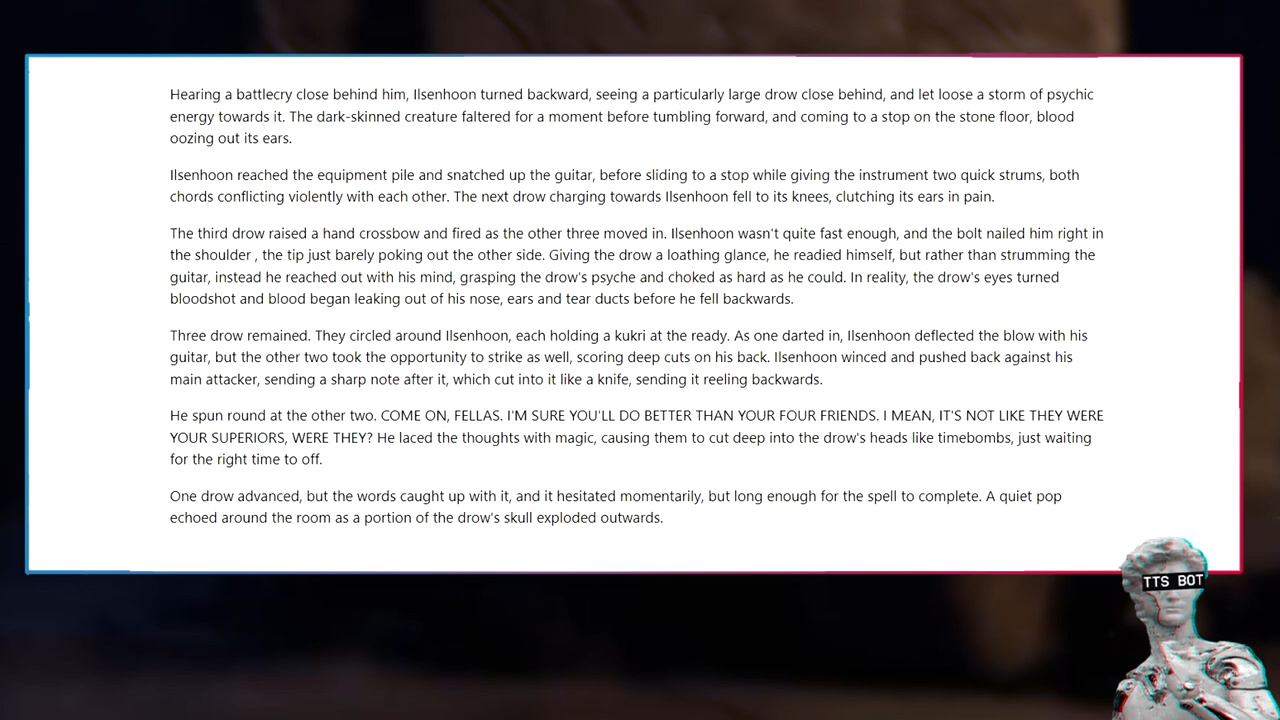 Hearing a battlecry close behind him, Ilsenhoon turned backward, seeing a particularly large drow close behind, and let loose a storm of psychic
energy towards it. The dark-skinned creature faltered for a moment before tumbling forward, and coming to a stop on the stone floor, blood
oozing out its ears.
Ilsenhoon reached the equipment pile and snatched up the guitar, before sliding to a stop while giving the instrument two quick strums, both
chords conflicting violently with each other. The next drow charging towards Ilsenhoon fell to its knees, clutching its ears in pain.
The third drow raised a hand crossbow and fired as the other three moved in. Ilsenhoon wasn't quite fast enough, and the bolt nailed him right in
the shoulder , the tip just barely poking out the other side. Giving the drow a loathing glance, he readied himself, but rather than strumming the
guitar, instead he reached out with his mind, grasping the drow's psyche and choked as hard as he could. In reality, the drow's eyes turned
bloodshot and blood began leaking out of his nose, ears and tear ducts before he fell backwards.
Three drow remained. They circled around Ilsenhoon, each holding a kukri at the ready. As one darted in, Ilsenhoon deflected the blow with his
guitar, but the other two took the opportunity to strike as well, scoring deep cuts on his back. Ilsenhoon winced and pushed back against his
main attacker, sending a sharp note after it, which cut into it like a knife, sending it reeling backwards.
He spun round at the other two. COME ON, FELLAS. I'M SURE YOU'LL DO BETTER THAN YOUR FOUR FRIENDS. I MEAN, IT'S NOT LIKE THEY WERE
YOUR SUPERIORS, WERE THEY? He laced the thoughts with magic, causing them to cut deep into the drow's heads like timebombs, just waiting
for the right time to off.
One drow advanced, but the words caught up with it, and it hesitated momentarily, but long enough for the spell to complete. A quiet pop
echoed around the room as a portion of the drow's skull exploded outwards.
TTS BOT